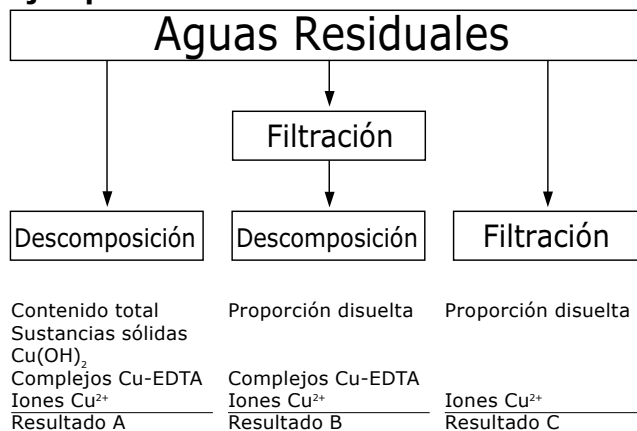 Aguas Residuales
Filtración
Descomposición
Descomposición
Filtración
Contenido total
Sustancias sólidas
Cu(OH)₂
Complejos Cu-EDTA
Iones Cu²⁺
Resultado A
Proporción disuelta
Complejos Cu-EDTA
Iones Cu²⁺
Resultado B
Proporción disuelta
Iones Cu²⁺
Resultado C